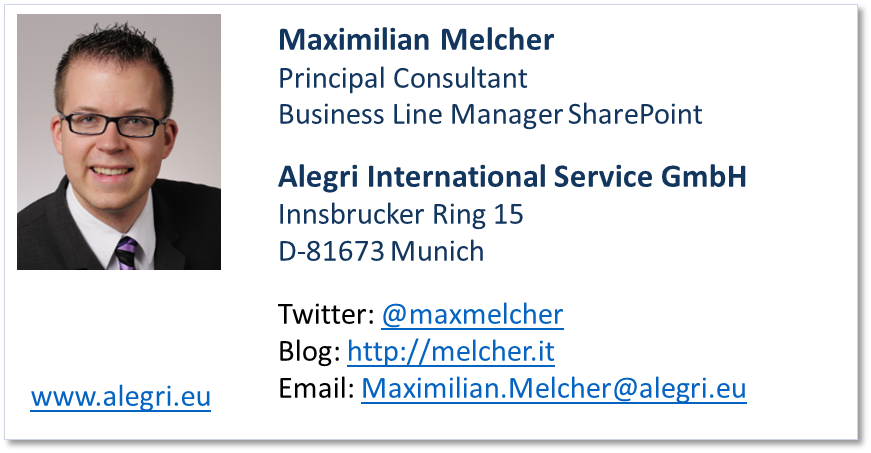 Maximilian Melcher
Principal Consultant
Business Line Manager SharePoint
Alegri International Service GmbH
Innsbrucker Ring 15
D-81673 Munich
Twitter: @maxmelcher
Blog: http://melcher.it
Email: Maximilian.Melcher@alegri.eu
www.alegri.eu